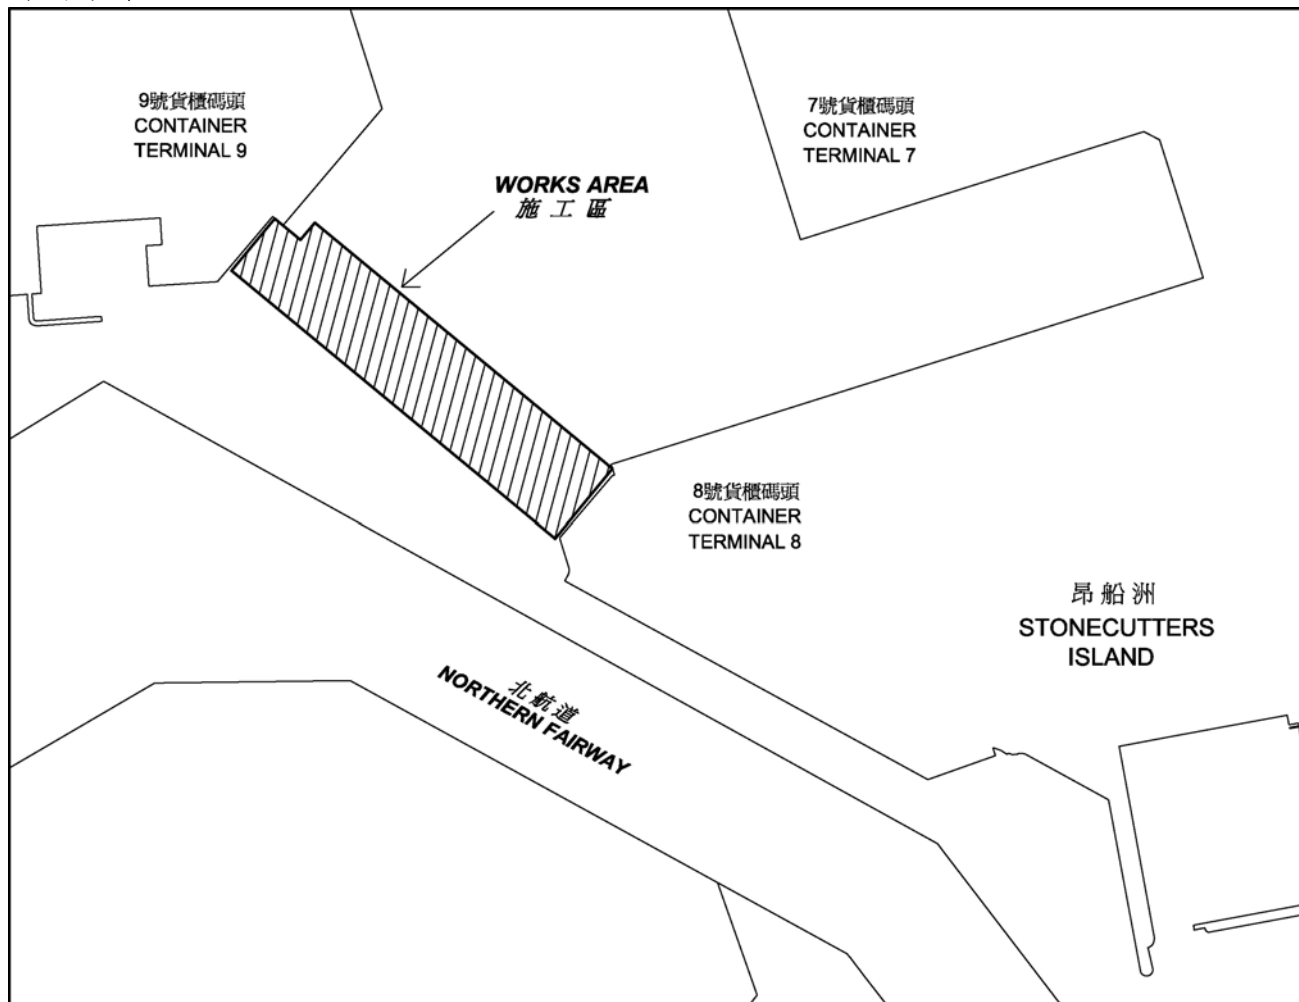 9號貨櫃碼頭
CONTAINER
TERMINAL 9
7號貨櫃碼頭
CONTAINER
TERMINAL 7
WORKS AREA
施工區
8號貨櫃碼頭
CONTAINER
TERMINAL 8
昂船洲
STONECUTTERS
ISLAND
北航道
NORTHERN FAIRWAY